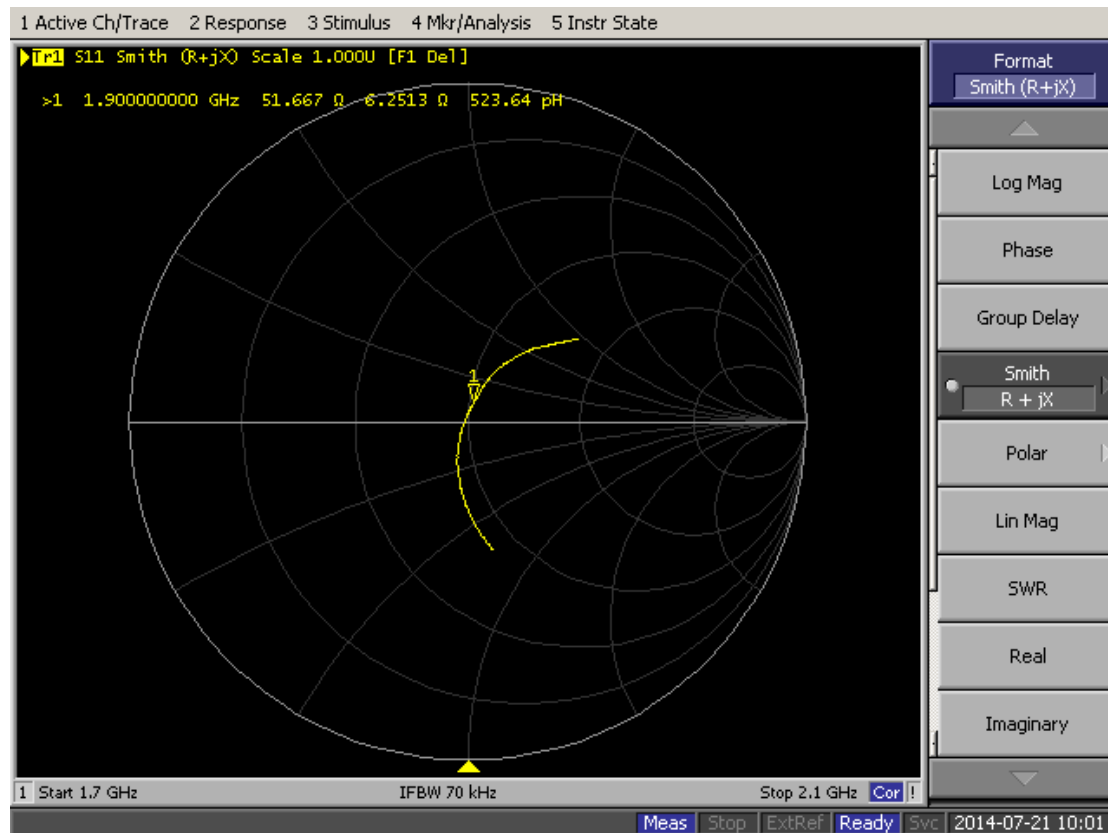 1 Active Ch/Trace 2 Response 3 Stimulus 4 Mkr/Analysis 5 Instr State
Tr1 S11 Smith (R+jX) Scale 1.000U [F1 Del]
>1 1.900000000 GHz 51.667 Ω 6.2513 Ω 523.64 pH
1
Format
Smith (R+jX)
Log Mag
Phase
Group Delay
Smith
R + jX
Polar
Lin Mag
SWR
Real
Imaginary
1 Start 1.7 GHz IFBW 70 kHz Stop 2.1 GHz Cor !
Meas Stop ExtRef Ready Svc 2014-07-21 10:01